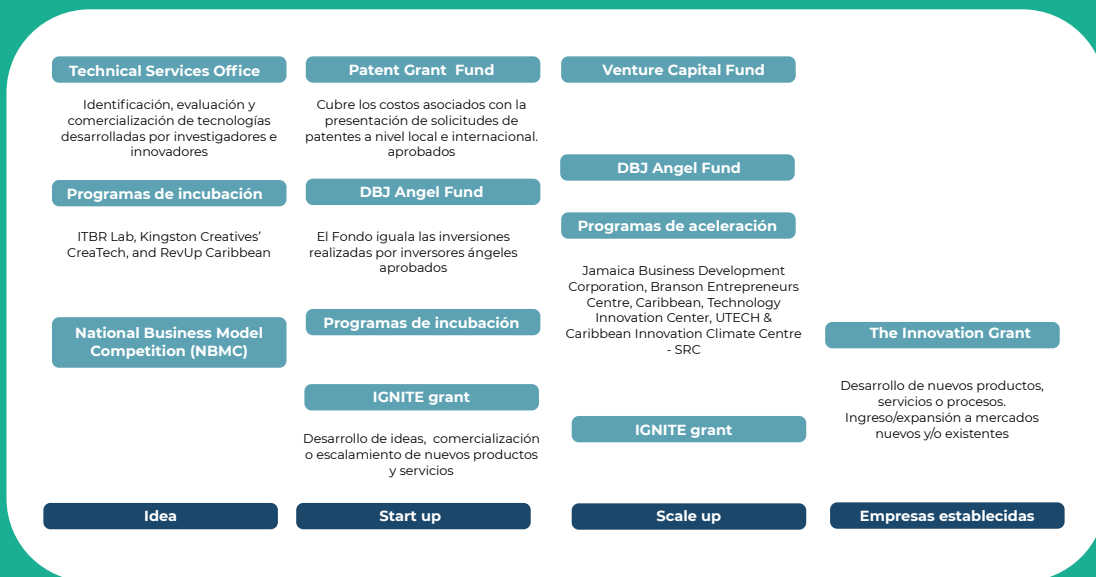 Technical Services Office
Identificación, evaluación y
comercialización de tecnologías
desarrolladas por investigadores e
innovadores
Programas de incubación
ITBR Lab, Kingston Creatives’
CreaTech, and RevUp Caribbean
National Business Model
Competition (NBMC)
Idea
Patent Grant  Fund
Cubre los costos asociados con la
presentación de solicitudes de
patentes a nivel local e internacional.
aprobados
DBJ Angel Fund
El Fondo iguala las inversiones
realizadas por inversores ángeles
aprobados
Programas de incubación
IGNITE grant
Desarrollo de ideas,  comercialización
o escalamiento de nuevos productos
y servicios
Start up
Venture Capital Fund
DBJ Angel Fund
Programas de aceleración
Jamaica Business Development
Corporation, Branson Entrepreneurs
Centre, Caribbean, Technology
Innovation Center, UTECH &
Caribbean Innovation Climate Centre
- SRC
IGNITE grant
Scale up
The Innovation Grant
Desarrollo de nuevos productos,
servicios o procesos.
Ingreso/expansión a mercados
nuevos y/o existentes
Empresas establecidas